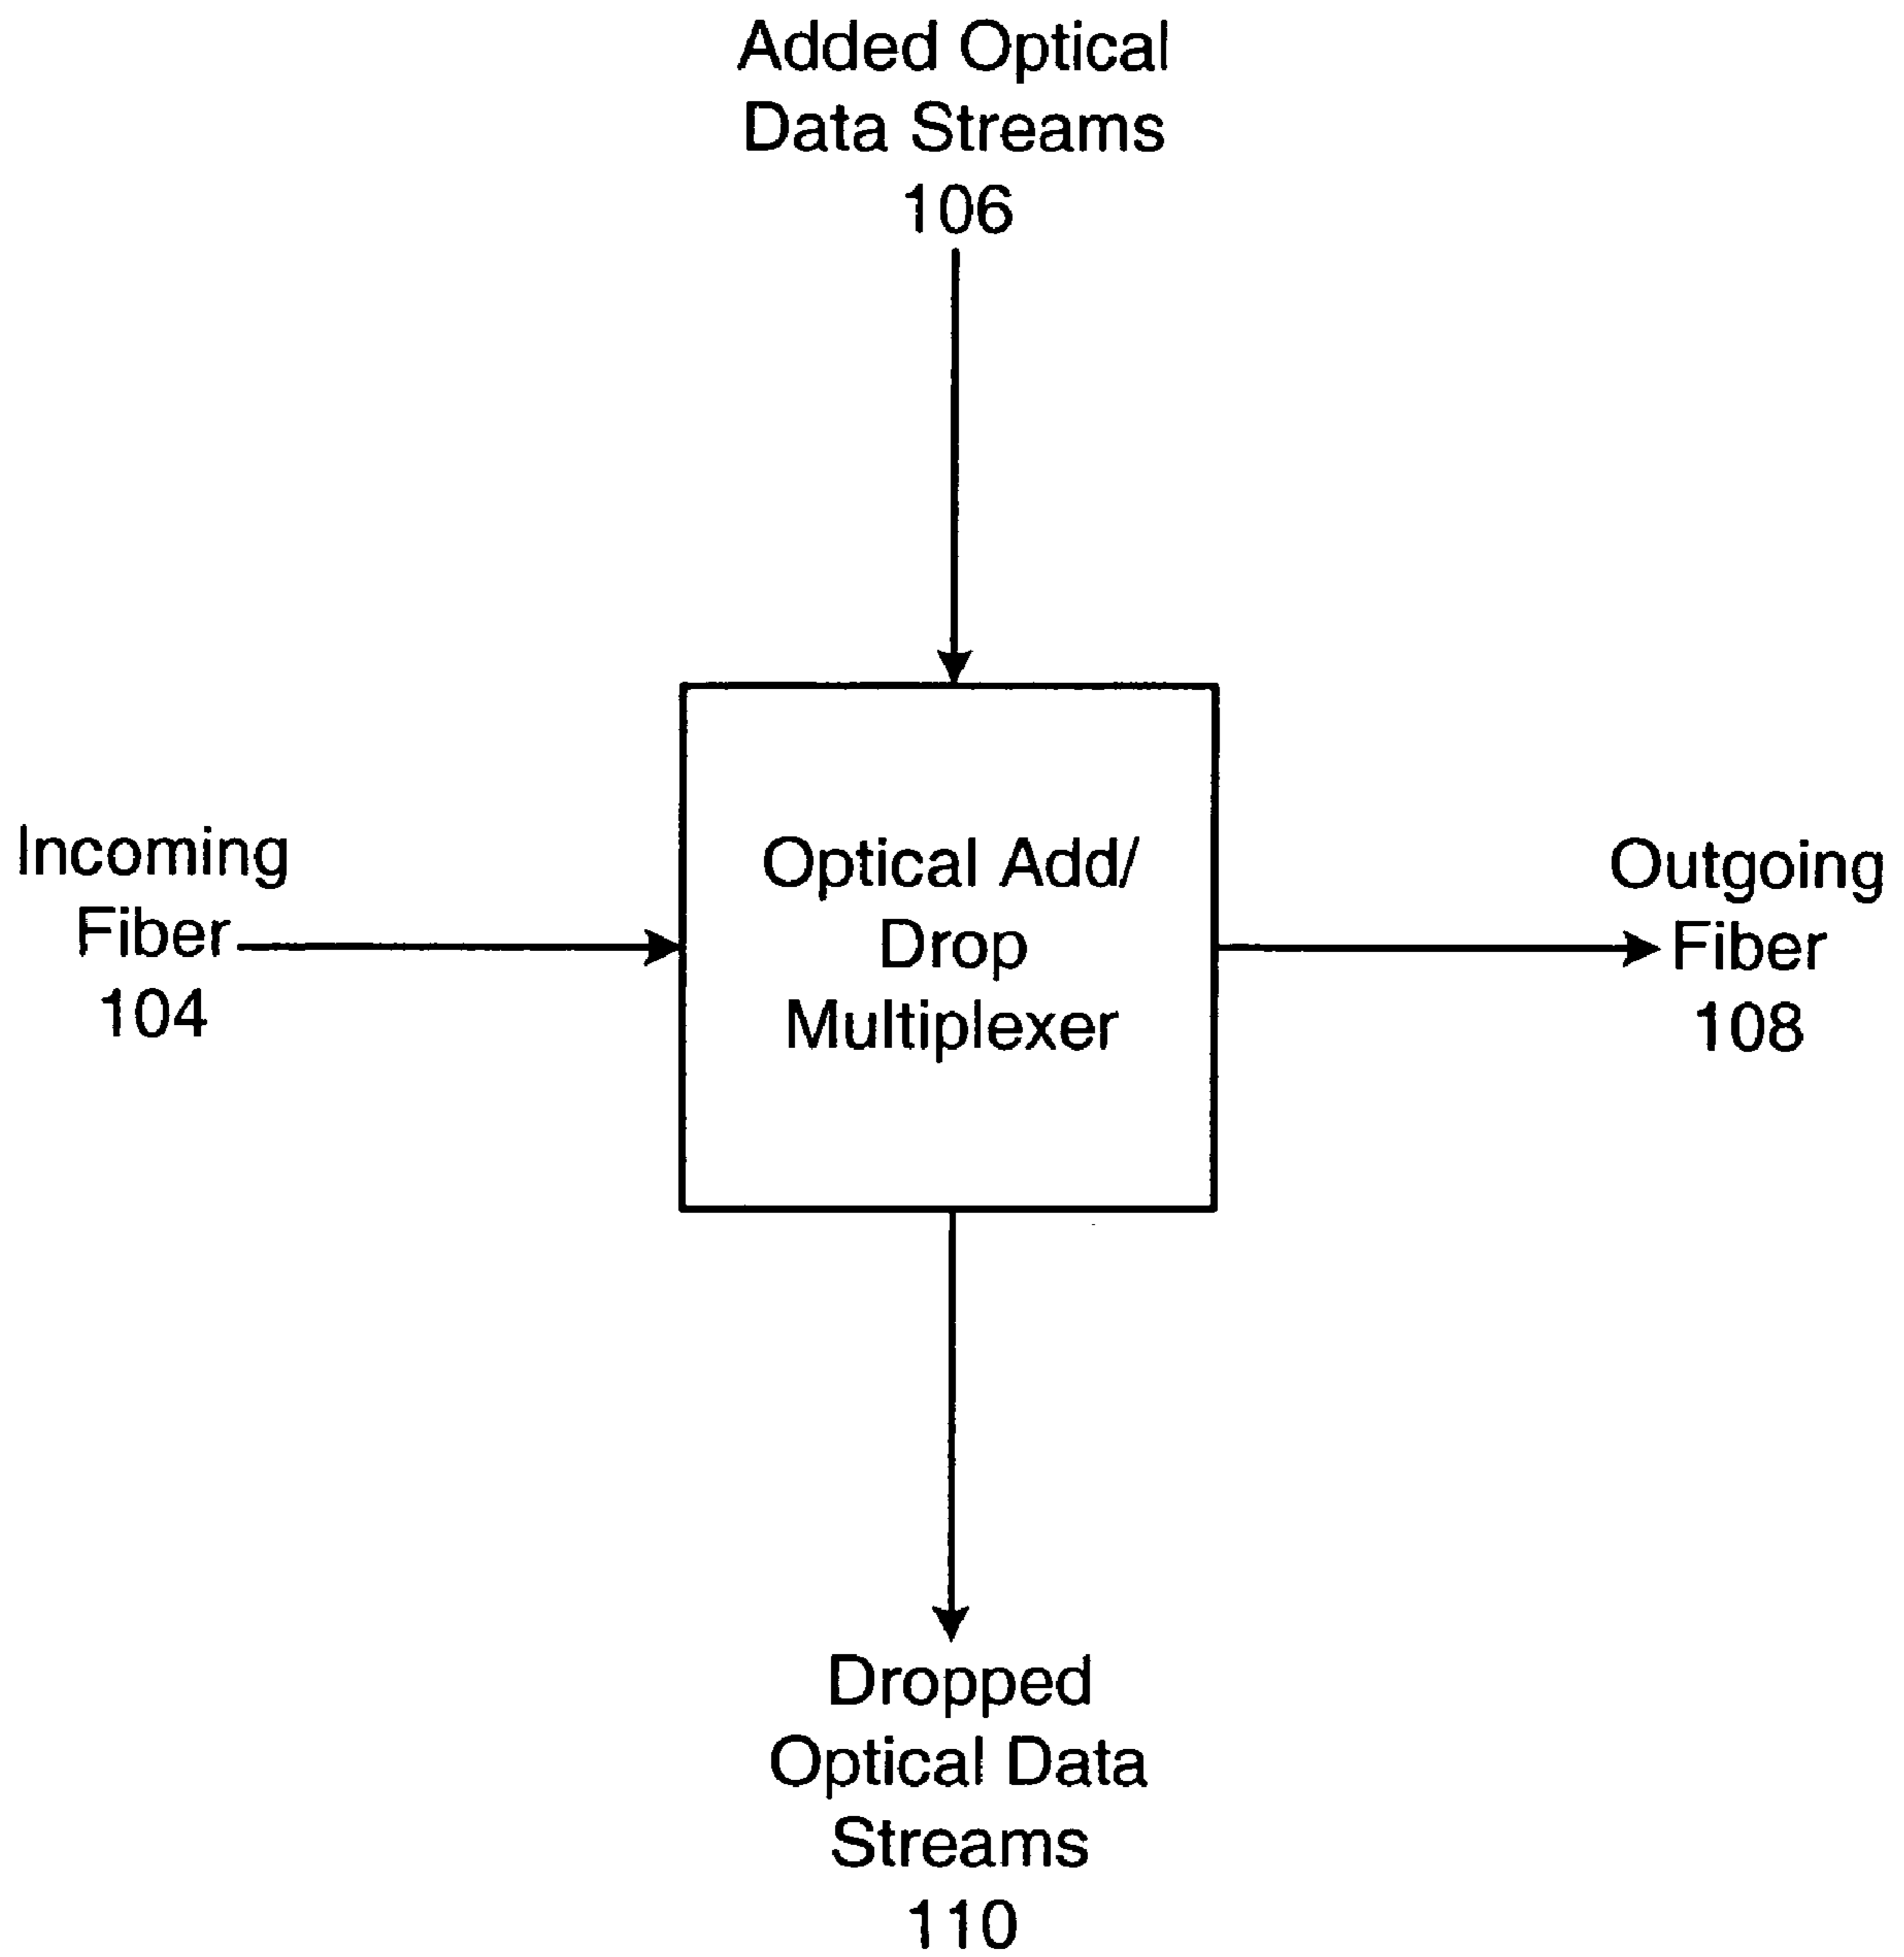 Added Optical
Data Streams
106
Incoming
Fiber
104
Optical Add/
Drop
Multiplexer
Outgoing
Fiber
108
Dropped
Optical Data
Streams
110